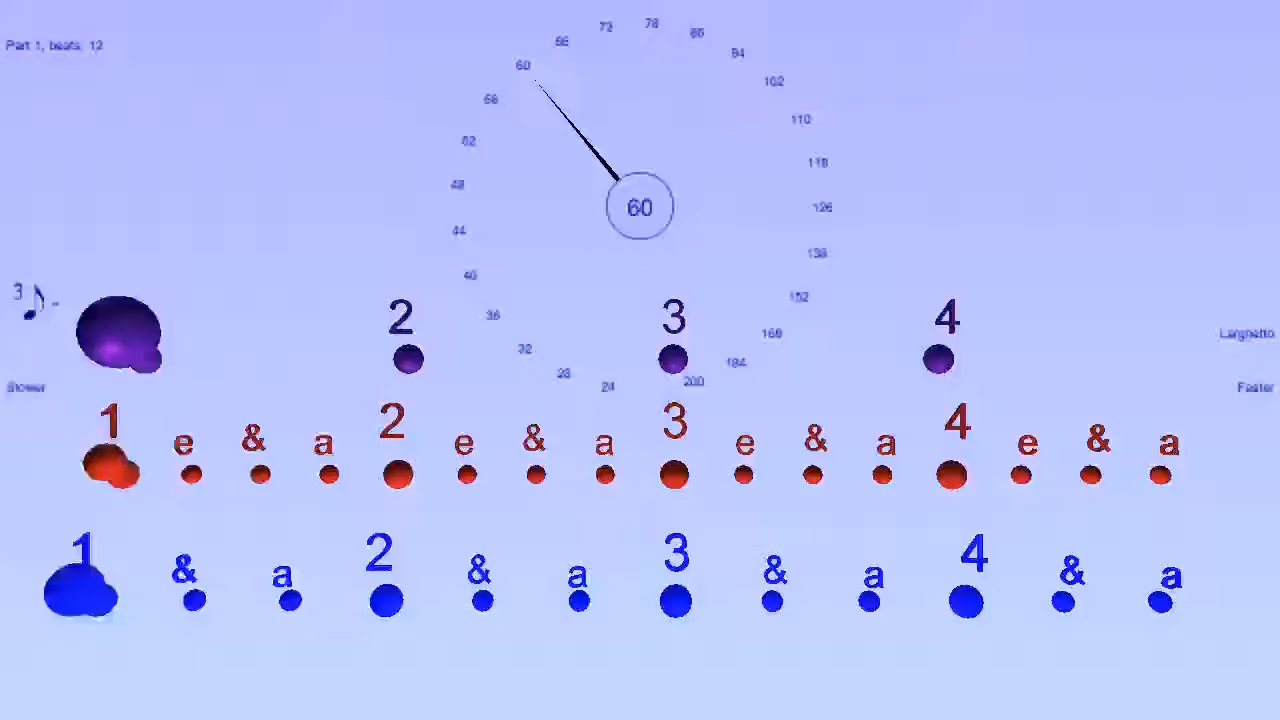 Part 1, beats, 12
24 28 32 36 40 44 48 52 56 60 66 72 78 86 94 102 110 118 126 138 152 168 184 200
60
3
2 3 4
Larghetto
Slower
Faster
1 e & a 2 e & a 3 e & a 4 e & a
1 & a 2 & a 3 & a 4 & a